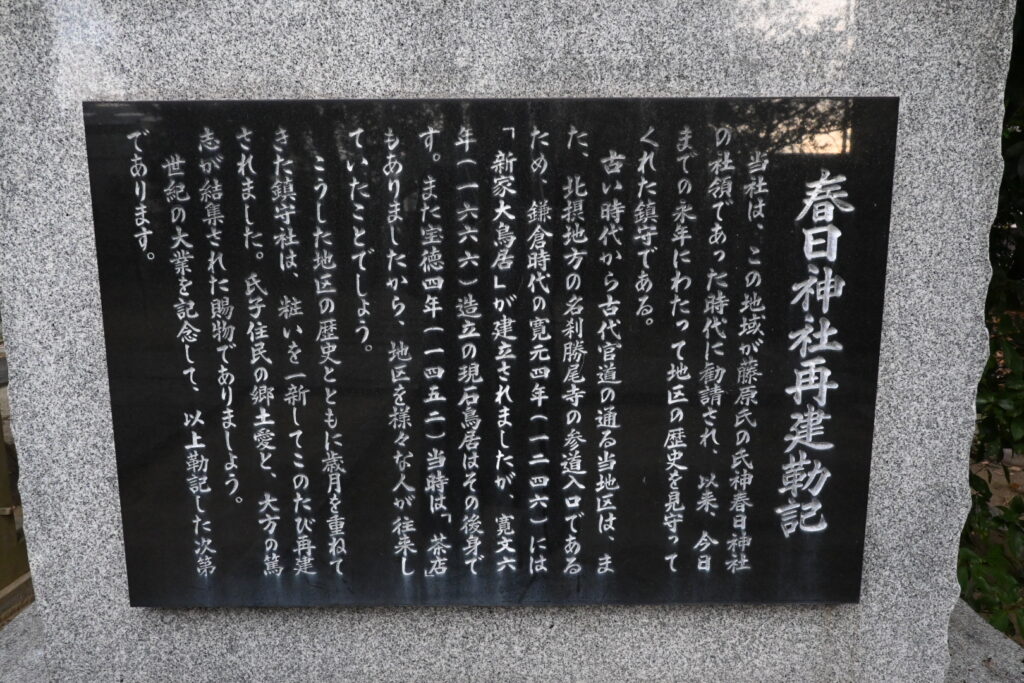 春日神社再建勒記
当社は、この地域が藤原氏の氏神春日神社
の社領であった時代に勧請され、以来、今日
までの永年にわたって地区の歴史を見守って
くれた鎮守である。
古い時代から古代官道の通る当地区は、ま
た、北摂地方の名刹勝尾寺の参道入口である
ため、鎌倉時代の寛元四年(一二四六)には
「新家大鳥居」が建立されましたが、寛文六
年(一六六六)造立の現石鳥居はその後身で
す。また宝徳四年(一四五二)当時は「茶店」
もありましたから、地区を様々な人が往来し
ていたことでしょう。
こうした地区の歴史とともに歳月を重ねて
きた鎮守社は、粧いを一新してこのたび再建
されました。氏子住民の郷土愛と、大方の篤
志が結集された賜物でありましょう。
世紀の大業を記念して、以上勒記した次第
であります。